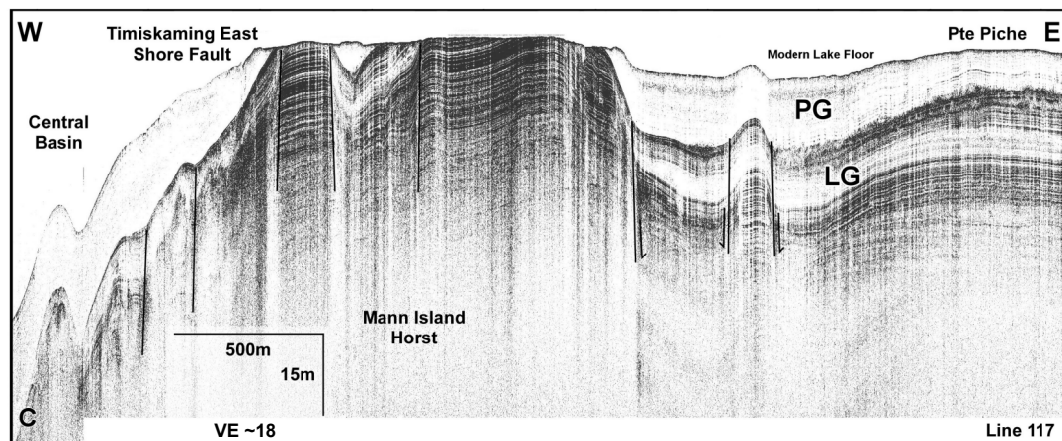 W
Timiskaming East
Shore Fault
Pte Piche
E
Modern Lake Floor
Central
Basin
PG
LG
Mann Island
Horst
500m
15m
C
VE ~18
Line 117